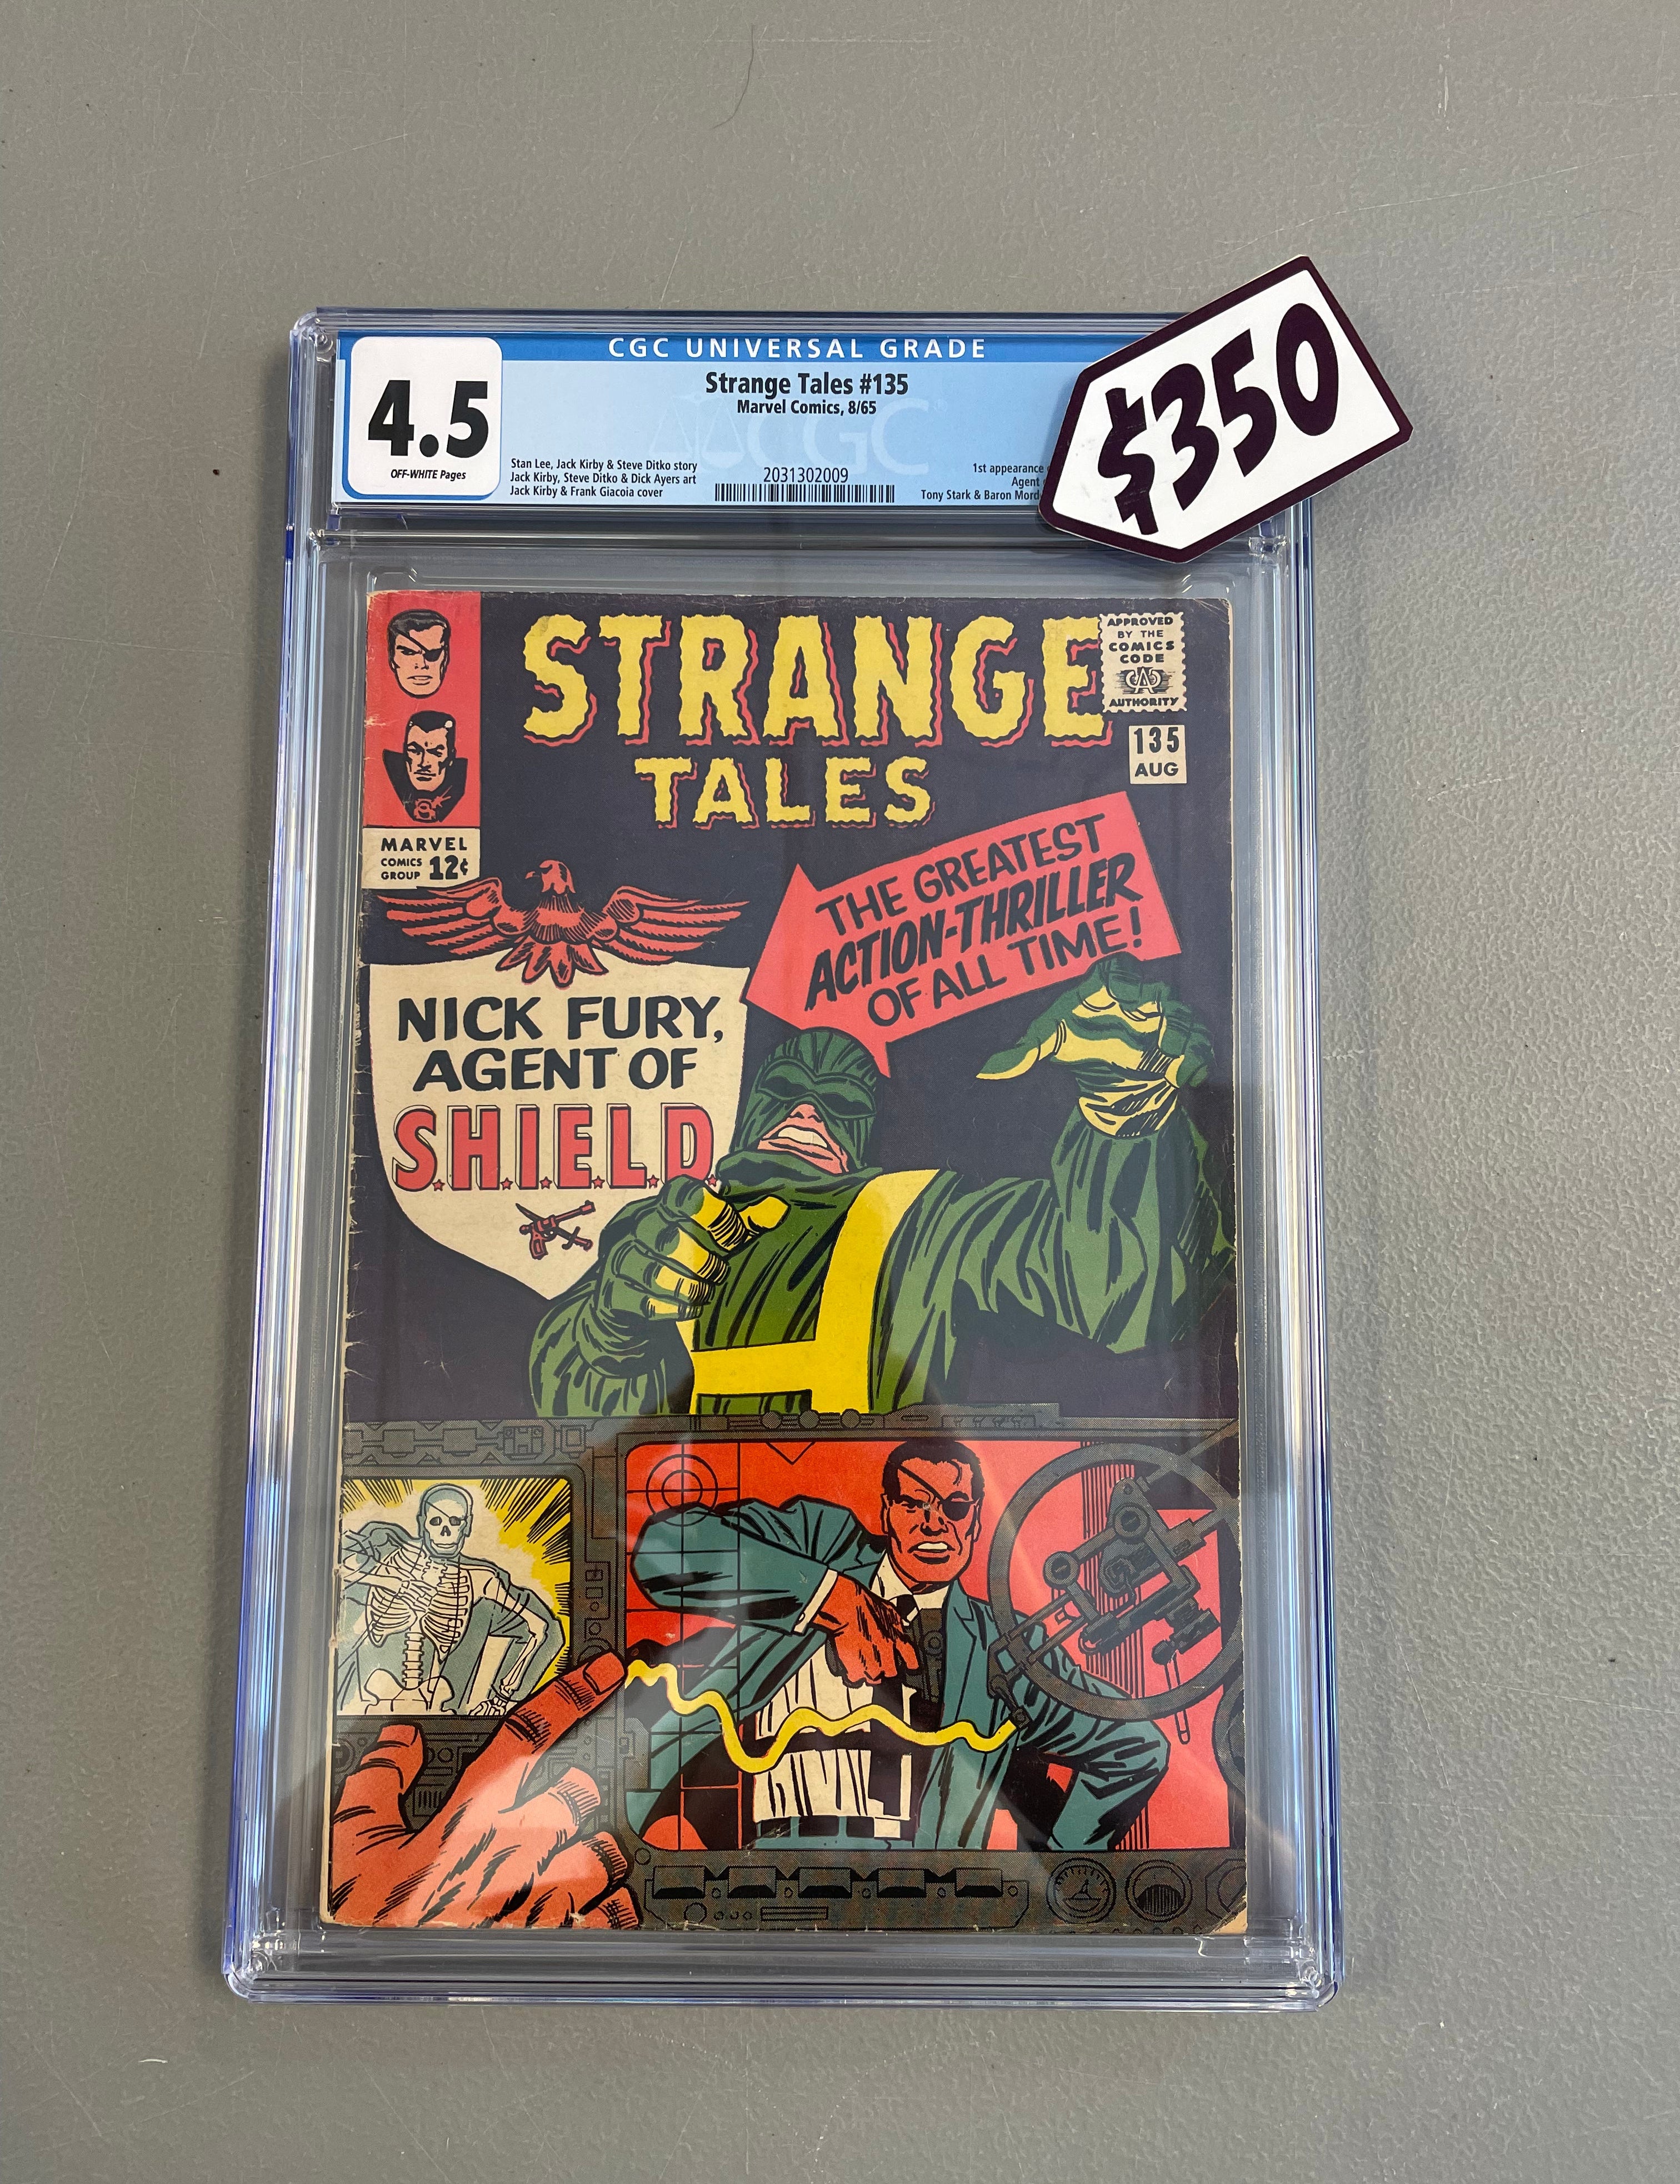 CGC UNIVERSAL GRADE
4.5
OFF-WHITE Pages
Strange Tales #135
Marvel Comics, 8/65
CGC
Stan Lee, Jack Kirby & Steve Ditko story
Jack Kirby, Steve Ditko & Dick Ayers art
Jack Kirby & Frank Giacoia cover
2031302009
1st appearance
Agent
Tony Stark & Baron
$350
STRANGE
TALES
APPROVED
BY THE
COMICS
CODE
CA
AUTHORITY
135
AUG
MARVEL
COMICS
GROUP 12¢
THE GREATEST
ACTION-THRILLER
OF ALL TIME!
NICK FURY,
AGENT OF
S.H.I.E.L.D.